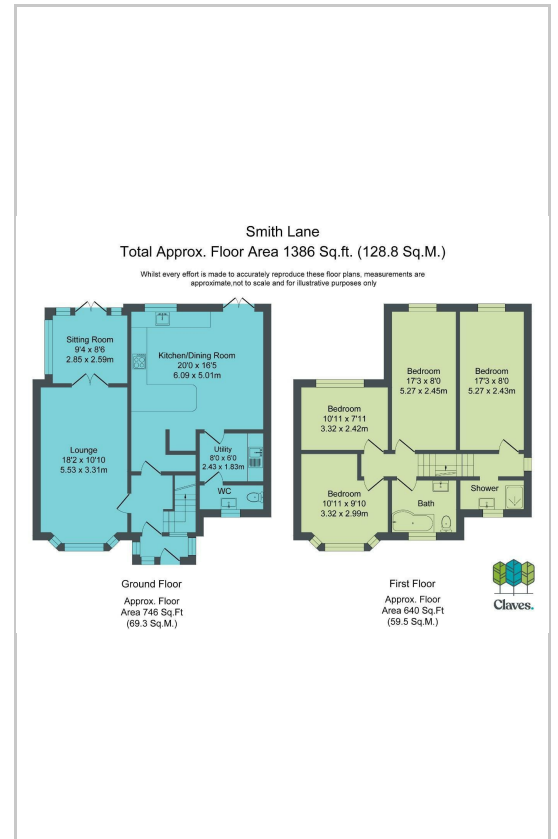 Smith Lane
Total Approx. Floor Area 1386 Sq.ft. (128.8 Sq.M.)
Whilst every effort is made to accurately reproduce these floor plans, measurements are
approximate,not to scale and for illustrative purposes only
Sitting Room
9'4 x 8'6
2.85 x 2.59m
Kitchen/Dining Room
20'0 x 16'5
6.09 x 5.01m
Lounge
18'2 x 10'10
5.53 x 3.31m
Utility
8'0 x 6'0
2.43 x 1.83m
WC
Ground Floor
Approx. Floor
Area 746 Sq.Ft
(69.3 Sq.M.)
Bedroom
17'3 x 8'0
5.27 x 2.45m
Bedroom
17'3 x 8'0
5.27 x 2.43m
Bedroom
10'11 x 7'11
3.32 x 2.42m
Bedroom
10'11 x 9'10
3.32 x 2.99m
Bath
Shower
First Floor
Approx. Floor
Area 640 Sq.Ft
(59.5 Sq.M.)
Claves.